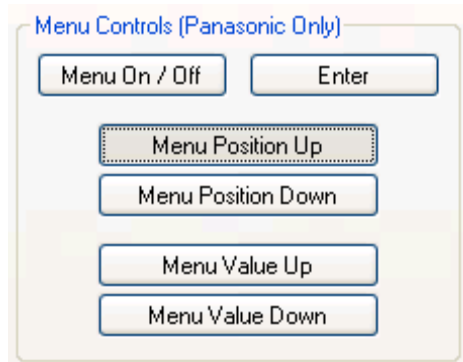 Menu Controls (Panasonic Only)
Menu On / Off Enter
Menu Position Up
Menu Position Down
Menu Value Up
Menu Value Down